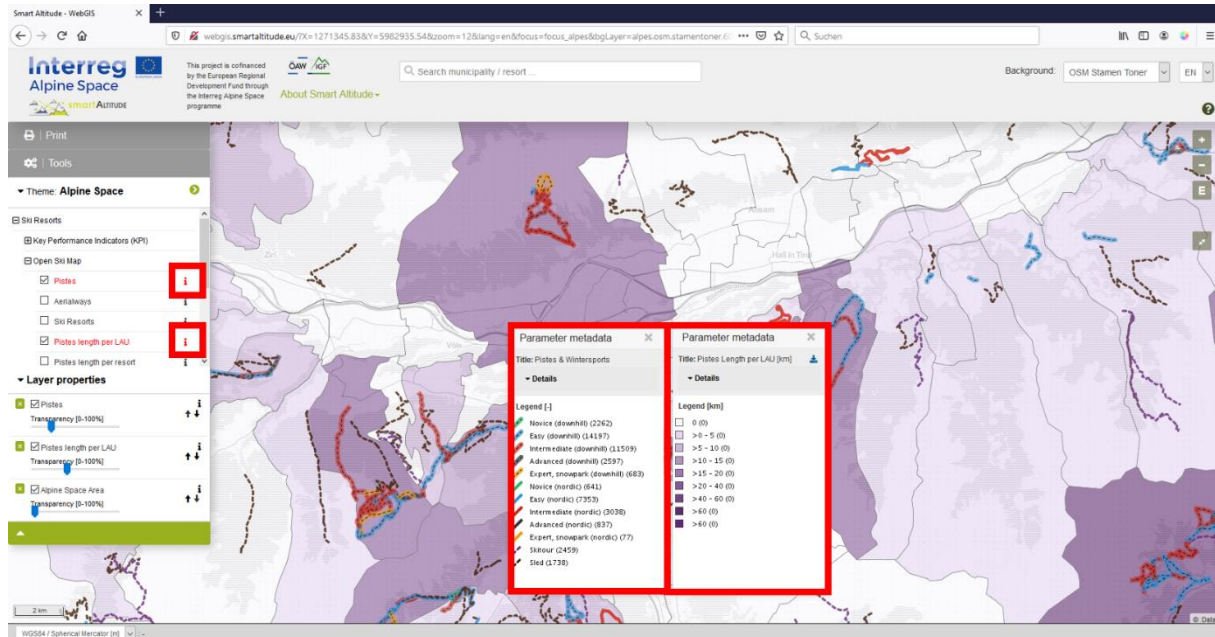 Smart Altitude - WebGIS
webgis.smartaltitude.eu/?X=1271345.83&Y=5982935.54&zoom=12&lang=en&focus=focus_alpes&bgLayer=alpes.osm.stamentoner.
Suchen
Interreg
Alpine Space
smartALTITUDE
This project is cofinanced
by the European Regional
Development Fund through
the Interreg Alpine Space
programme
ÖAW IGF
About Smart Altitude
Search municipality / resort ...
Background:
OSM Stamen Toner
EN
Print
Tools
Theme: Alpine Space
Ski Resorts
Key Performance Indicators (KPI)
Open Ski Map
Pistes
Aerialways
Ski Resorts
Pistes length per LAU
Pistes length per resort
Layer properties
Pistes
Transparency [0-100%]
Pistes length per LAU
Transparency [0-100%]
Alpine Space Area
Transparency [0-100%]
Zirl
Absam
Hall in Tirol
Völs
E
Parameter metadata
Title: Pistes & Wintersports
Details
Legend [-]
Novice (downhill) (2262)
Easy (downhill) (14197)
Intermediate (downhill) (11509)
Advanced (downhill) (2597)
Expert, snowpark (downhill) (683)
Novice (nordic) (641)
Easy (nordic) (7353)
Intermediate (nordic) (3038)
Advanced (nordic) (837)
Expert, snowpark (nordic) (77)
Skitour (2459)
Sled (1738)
Parameter metadata
Title: Pistes Length per LAU [km]
Details
Legend [km]
0 (0)
>0 - 5 (0)
>5 - 10 (0)
>10 - 15 (0)
>15 - 20 (0)
>20 - 40 (0)
>40 - 60 (0)
>60 (0)
>60 (0)
2 km
© Data
WGS84 / Spherical Mercator [m]